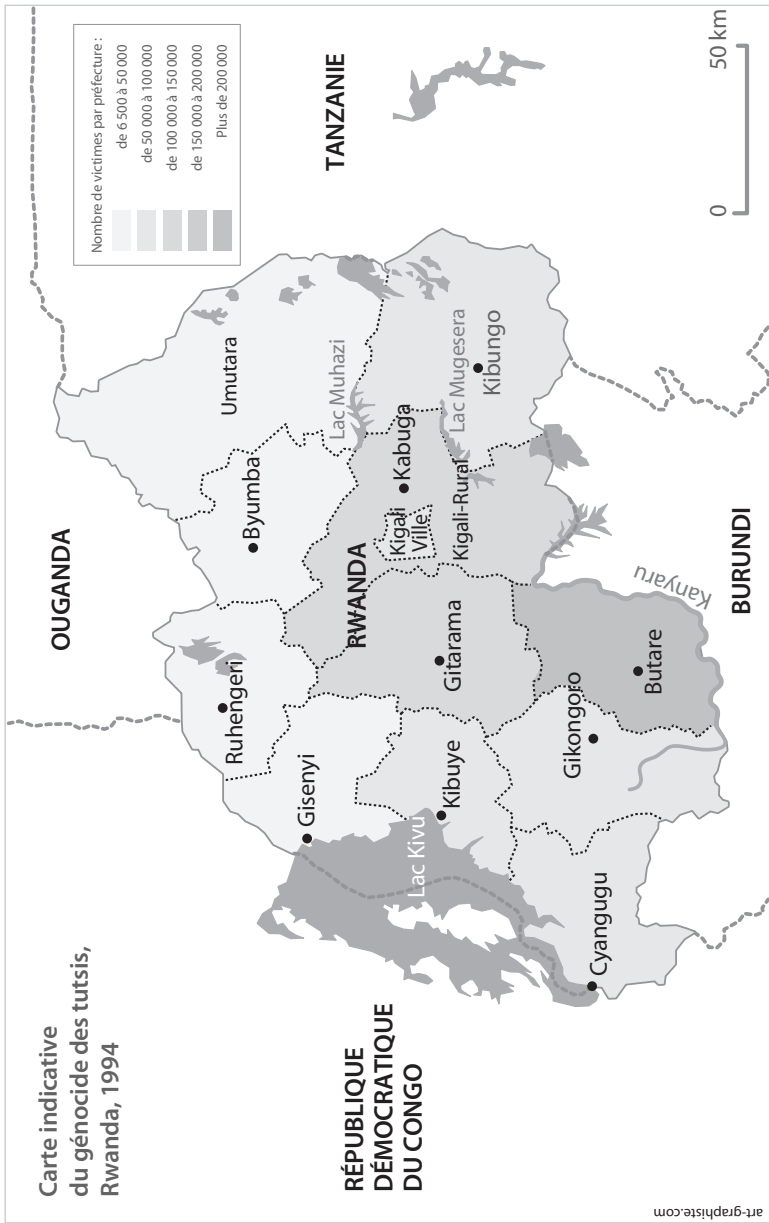 Carte indicative
du génocide des tutsis,
Rwanda, 1994
OUGANDA
Nombre de victimes par préfecture :
de 6 500 à 50 000
de 50 000 à 100 000
de 100 000 à 150 000
de 150 000 à 200 000
Plus de 200 000
TANZANIE
RÉPUBLIQUE
DÉMOCRATIQUE
DU CONGO
Umutara
Byumba
Ruhengeri
Gisenyi
Lac Muhazi
RWANDA
Kabuga
Kigali
Ville
Kigali-Rural
Lac Mugesera
Kibungo
Gitarama
Kibuye
Lac Kivu
Gikongoro
Butare
Cyangugu
Kanyaru
BURUNDI
0
50 km
art-graphiste.com